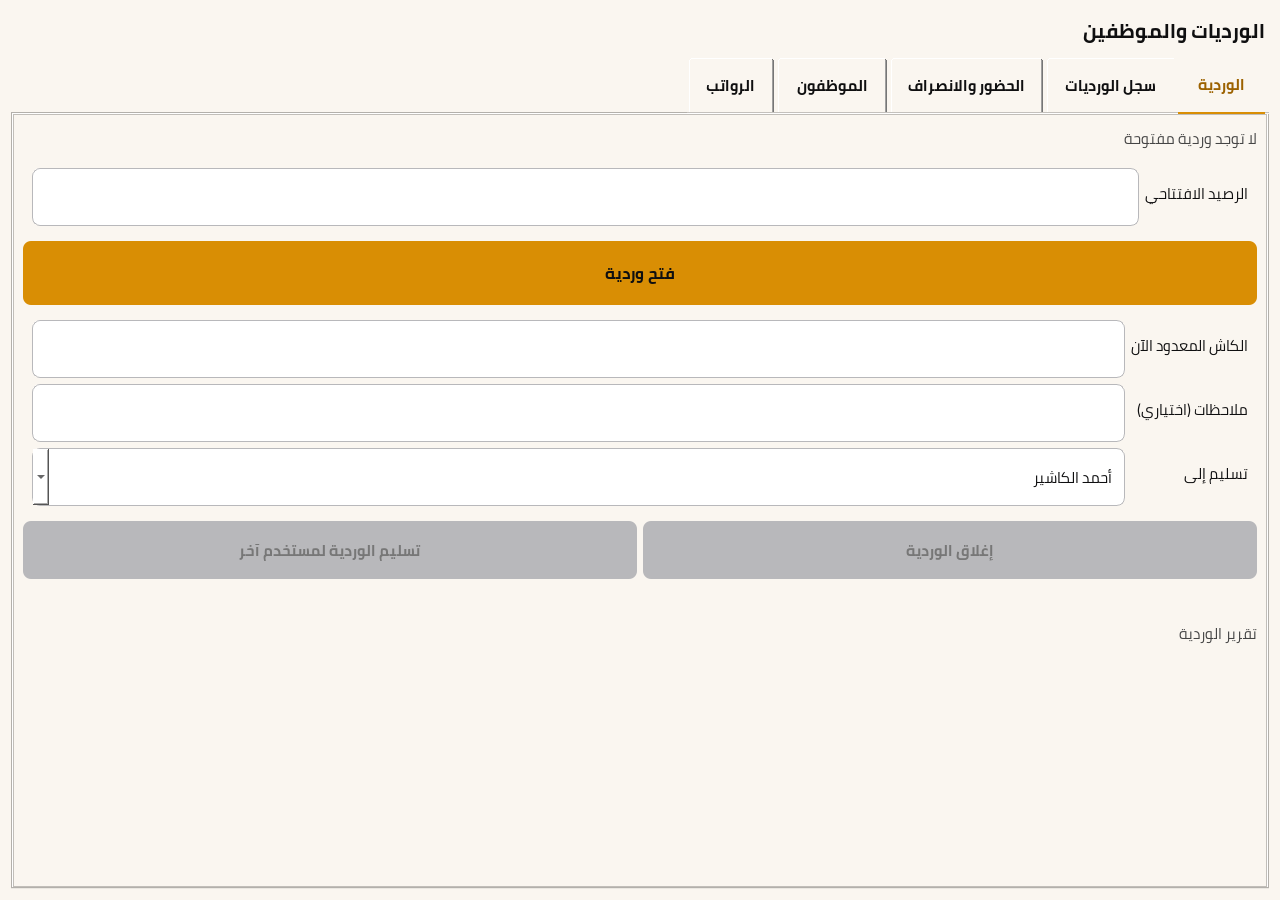 الورديات والموظفين
الوردية
سجل الورديات
الحضور والانصراف
الموظفون
الرواتب
لا توجد وردية مفتوحة
الرصيد الافتتاحي
فتح وردية
الكاش المعدود الآن
ملاحظات (اختياري)
تسليم إلى
أحمد الكاشير
إغلاق الوردية
تسليم الوردية لمستخدم آخر
تقرير الوردية